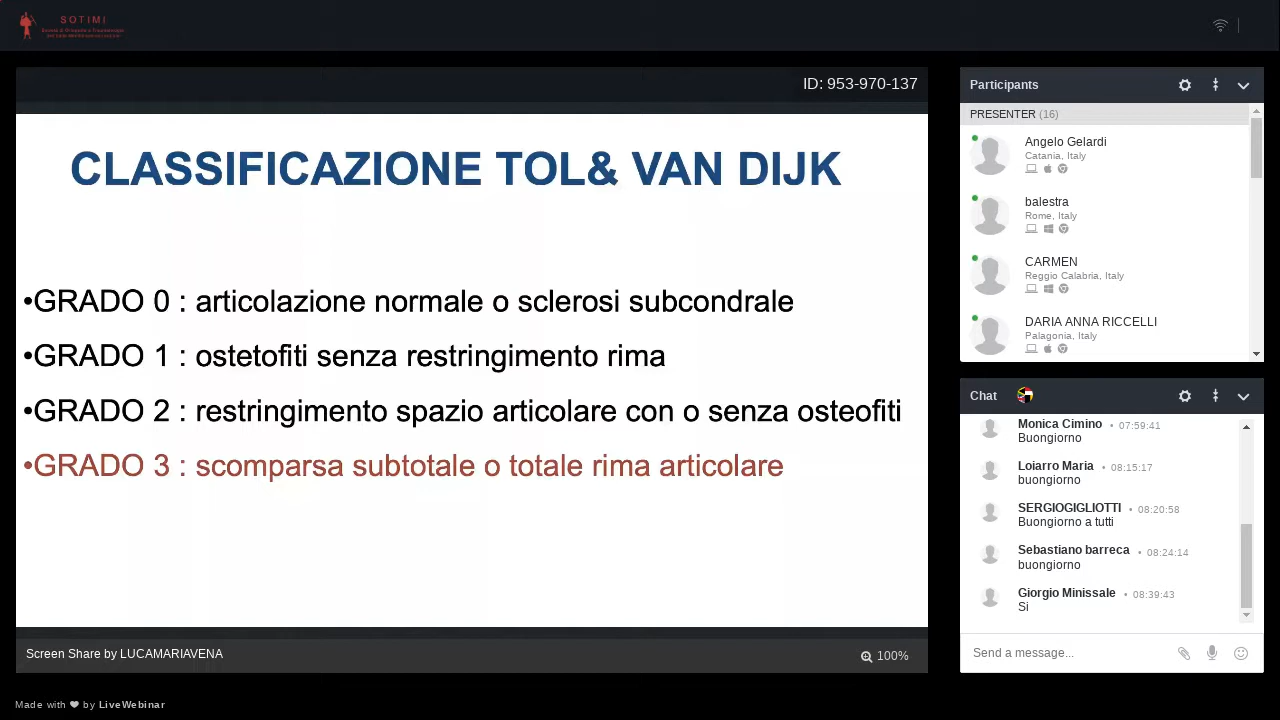 SOTIMI
ID: 953-970-137
CLASSIFICAZIONE TOL& VAN DIJK
•GRADO 0 : articolazione normale o sclerosi subcondrale
•GRADO 1 : ostetofiti senza restringimento rima
•GRADO 2 : restringimento spazio articolare con o senza osteofiti
•GRADO 3 : scomparsa subtotale o totale rima articolare
Screen Share by LUCAMARIAVENA
100%
Made with ❤ by LiveWebinar
Participants
PRESENTER (16)
Angelo Gelardi
Catania, Italy
balestra
Rome, Italy
CARMEN
Reggio Calabria, Italy
DARIA ANNA RICCELLI
Palagonia, Italy
Chat
Monica Cimino • 07:59:41
Buongiorno
Loiarro Maria • 08:15:17
buongiorno
SERGIOGIGLIOTTI • 08:20:58
Buongiorno a tutti
Sebastiano barreca • 08:24:14
buongiorno
Giorgio Minissale • 08:39:43
Si
Send a message...